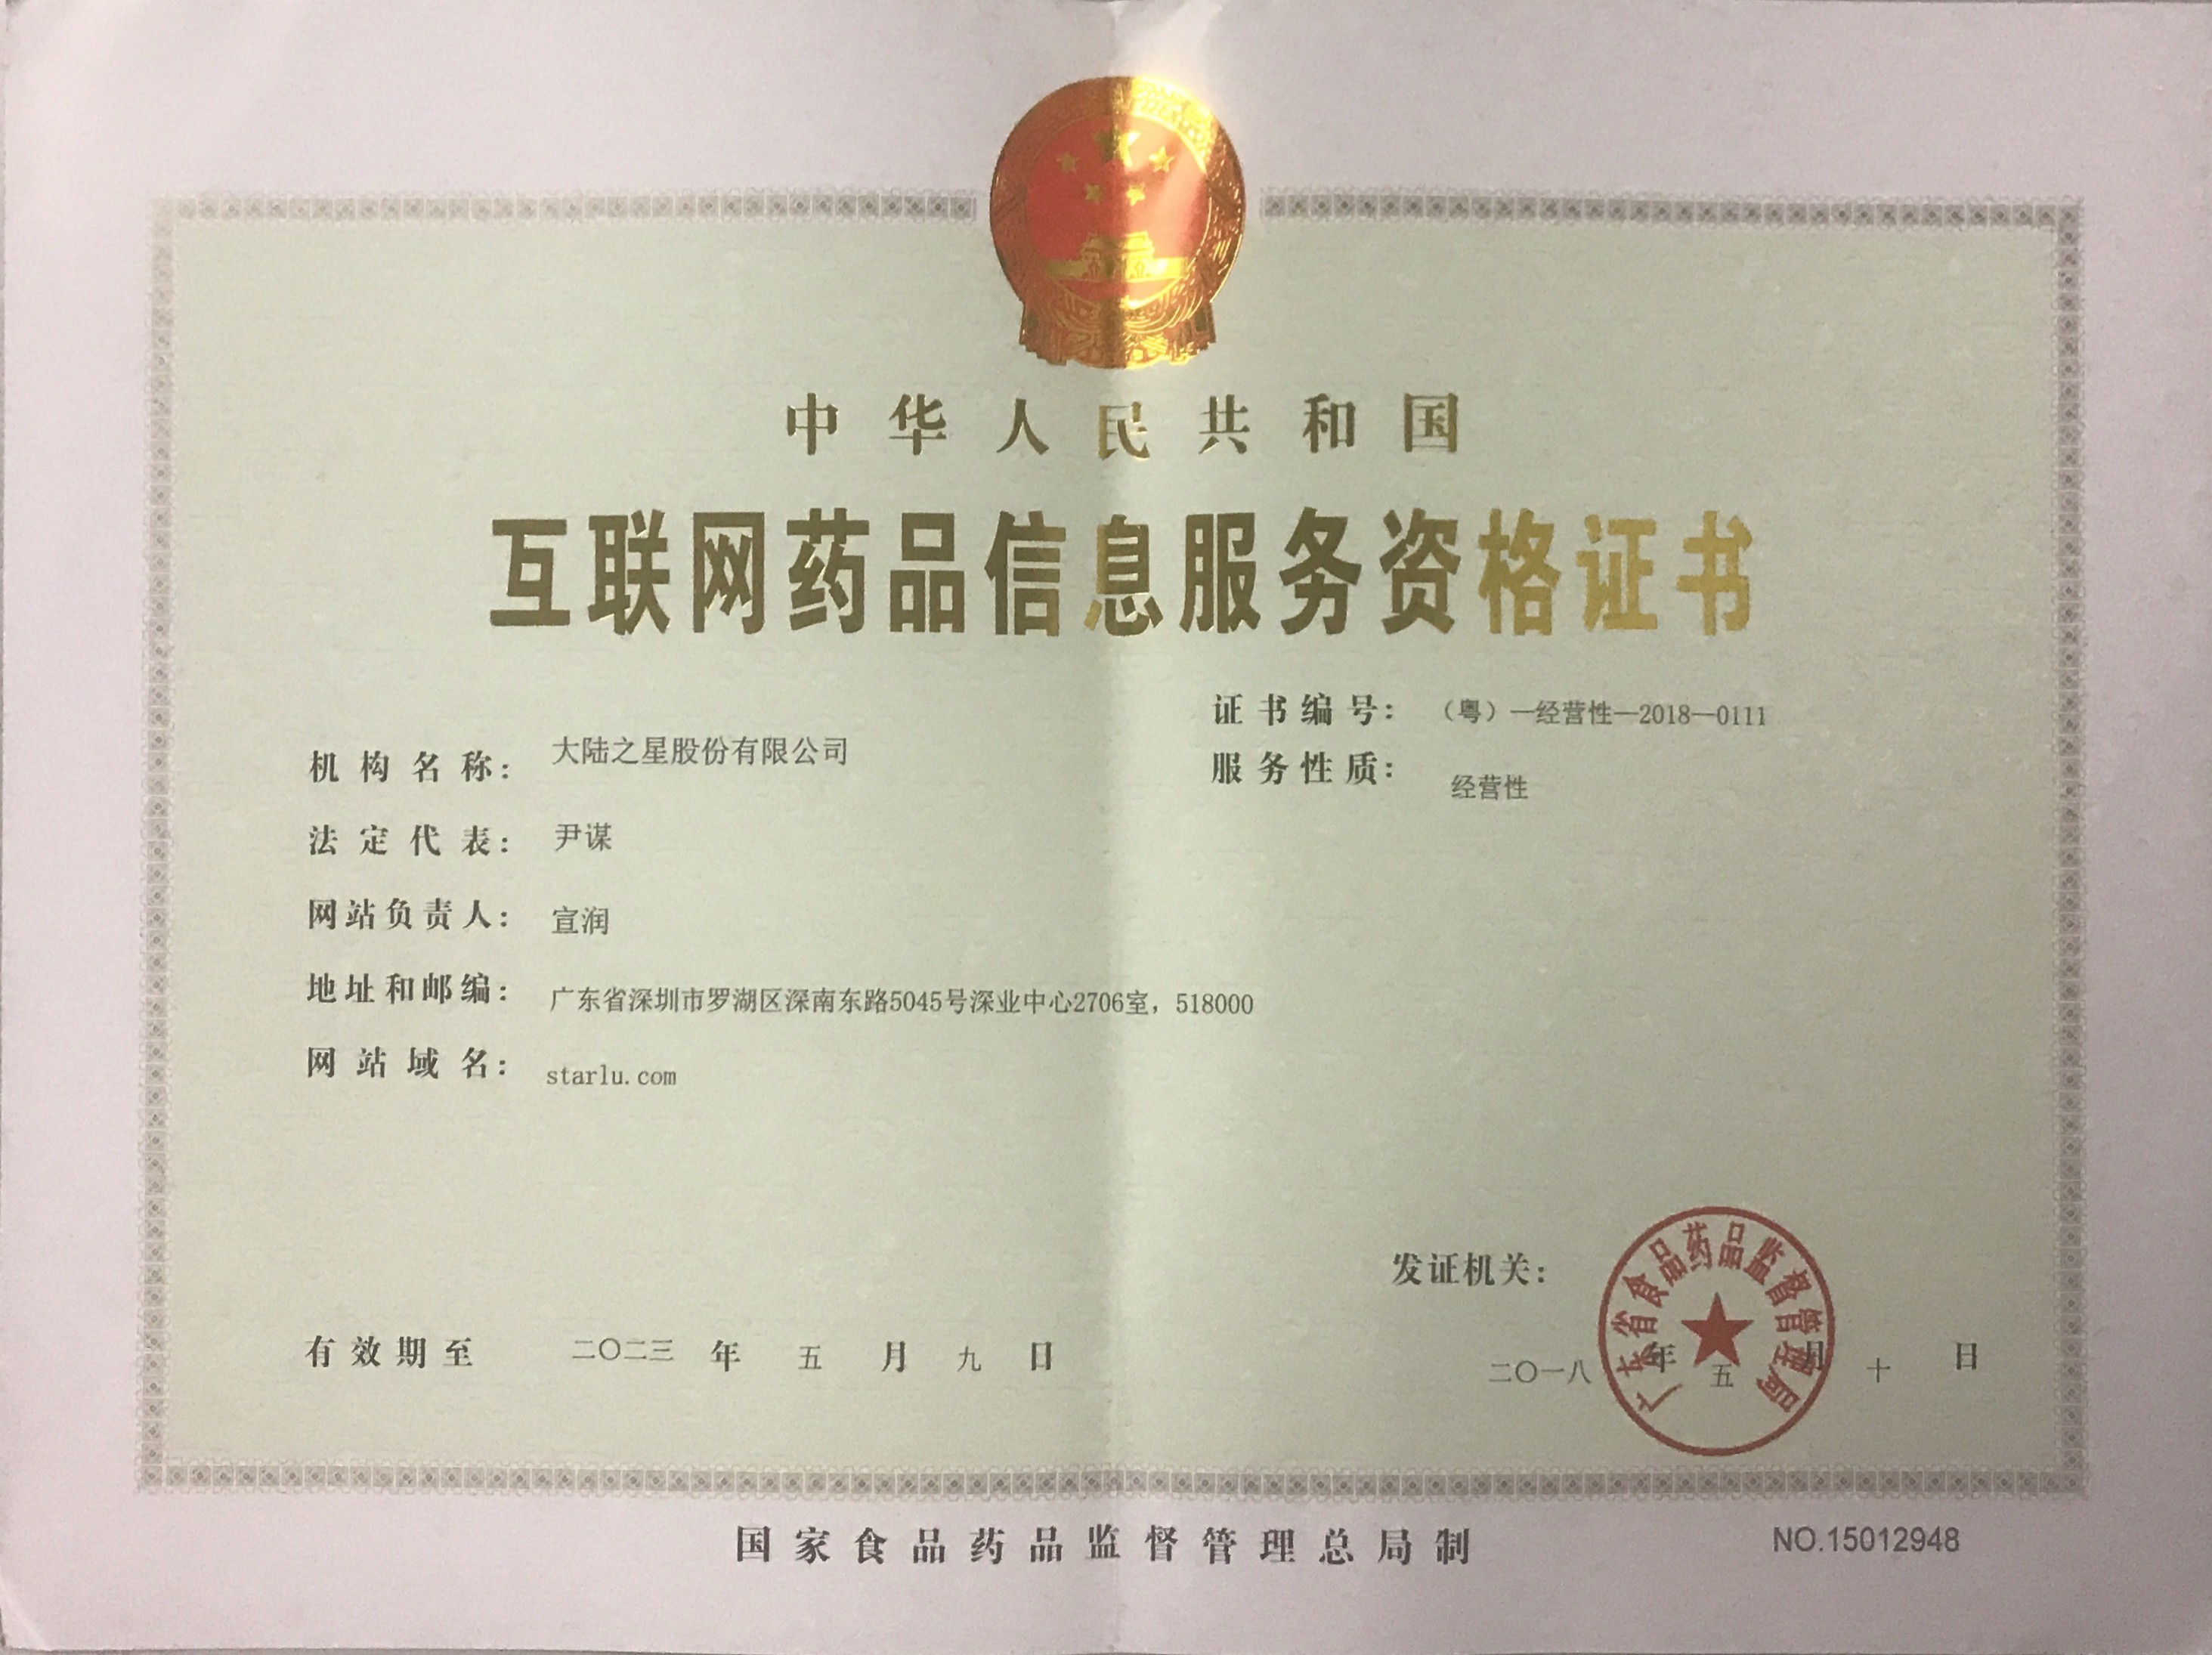 中华人民共和国
互联网药品信息服务资格证书
证书编号：（粤）—经营性—2018—0111
机构名称：大陆之星股份有限公司
服务性质：经营性
法定代表：尹谋
网站负责人：宣润
地址和邮编：广东省深圳市罗湖区深南东路5045号深业中心2706室，518000
网站域名：starlu.com
发证机关：
广东省食品药品监督管理局
有效期至 二〇二三 年 五 月 九 日
二〇一八 年 五 月 十 日
国家食品药品监督管理总局制
NO.15012948